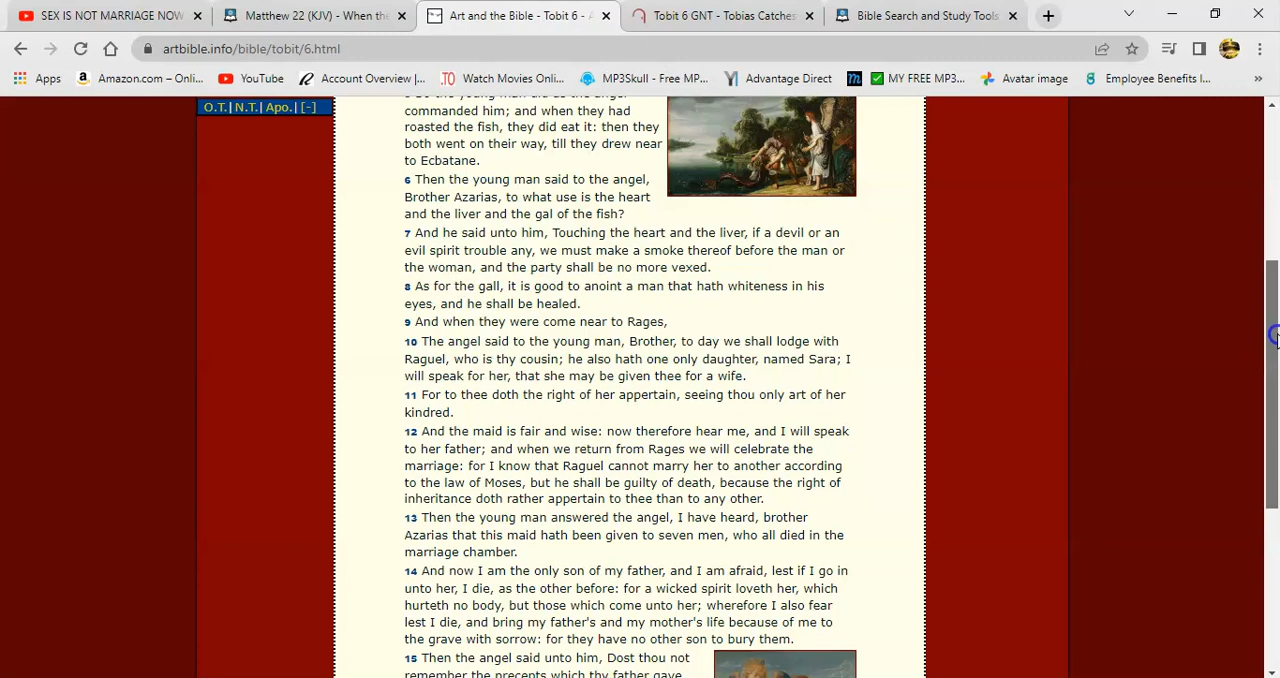 SEX IS NOT MARRIAGE NOW
Matthew 22 (KJV) - When the
Art and the Bible - Tobit 6 - A
Tobit 6 GNT - Tobias Catches
Bible Search and Study Tools
artbible.info/bible/tobit/6.html
Apps
Amazon.com – Onli...
YouTube
Account Overview |...
Watch Movies Onli...
MP3Skull - Free MP...
Advantage Direct
MY FREE MP3...
Avatar image
Employee Benefits I...
O.T.| N.T.| Apo.| [-]
commanded him; and when they had
roasted the fish, they did eat it: then they
both went on their way, till they drew near
to Ecbatane.
6 Then the young man said to the angel,
Brother Azarias, to what use is the heart
and the liver and the gal of the fish?
7 And he said unto him, Touching the heart and the liver, if a devil or an
evil spirit trouble any, we must make a smoke thereof before the man or
the woman, and the party shall be no more vexed.
8 As for the gall, it is good to anoint a man that hath whiteness in his
eyes, and he shall be healed.
9 And when they were come near to Rages,
10 The angel said to the young man, Brother, to day we shall lodge with
Raguel, who is thy cousin; he also hath one only daughter, named Sara; I
will speak for her, that she may be given thee for a wife.
11 For to thee doth the right of her appertain, seeing thou only art of her
kindred.
12 And the maid is fair and wise: now therefore hear me, and I will speak
to her father; and when we return from Rages we will celebrate the
marriage: for I know that Raguel cannot marry her to another according
to the law of Moses, but he shall be guilty of death, because the right of
inheritance doth rather appertain to thee than to any other.
13 Then the young man answered the angel, I have heard, brother
Azarias that this maid hath been given to seven men, who all died in the
marriage chamber.
14 And now I am the only son of my father, and I am afraid, lest if I go in
unto her, I die, as the other before: for a wicked spirit loveth her, which
hurteth no body, but those which come unto her; wherefore I also fear
lest I die, and bring my father's and my mother's life because of me to
the grave with sorrow: for they have no other son to bury them.
15 Then the angel said unto him, Dost thou not
remember the precepts which thy father gave